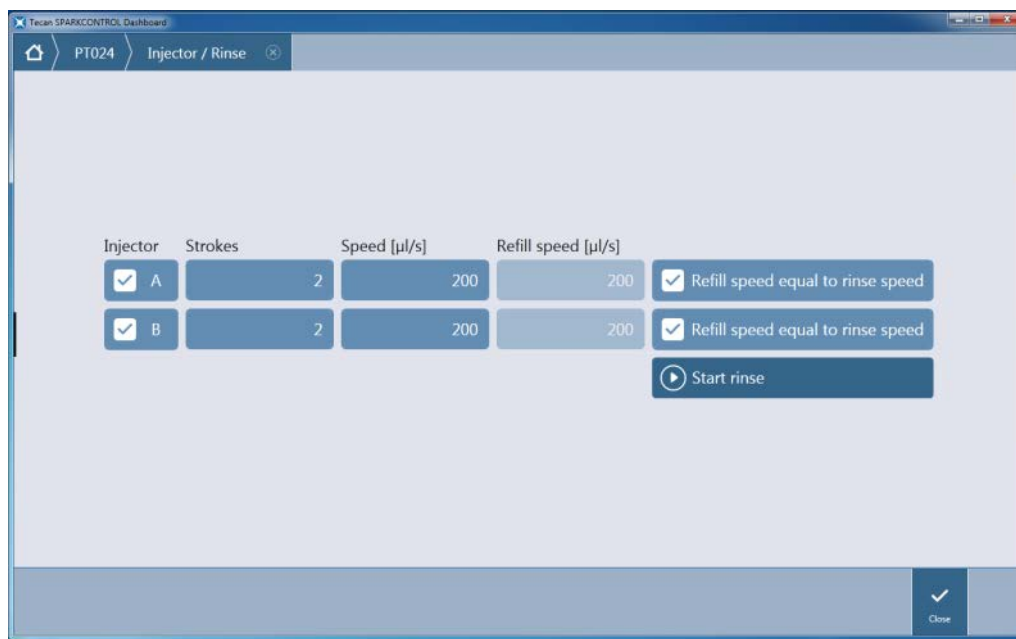 Tecan SPARKCONTROL Dashboard
PT024 Injector / Rinse
Injector Strokes Speed [µl/s] Refill speed [µl/s]
A 2 200 200 Refill speed equal to rinse speed
B 2 200 200 Refill speed equal to rinse speed
Start rinse
Close